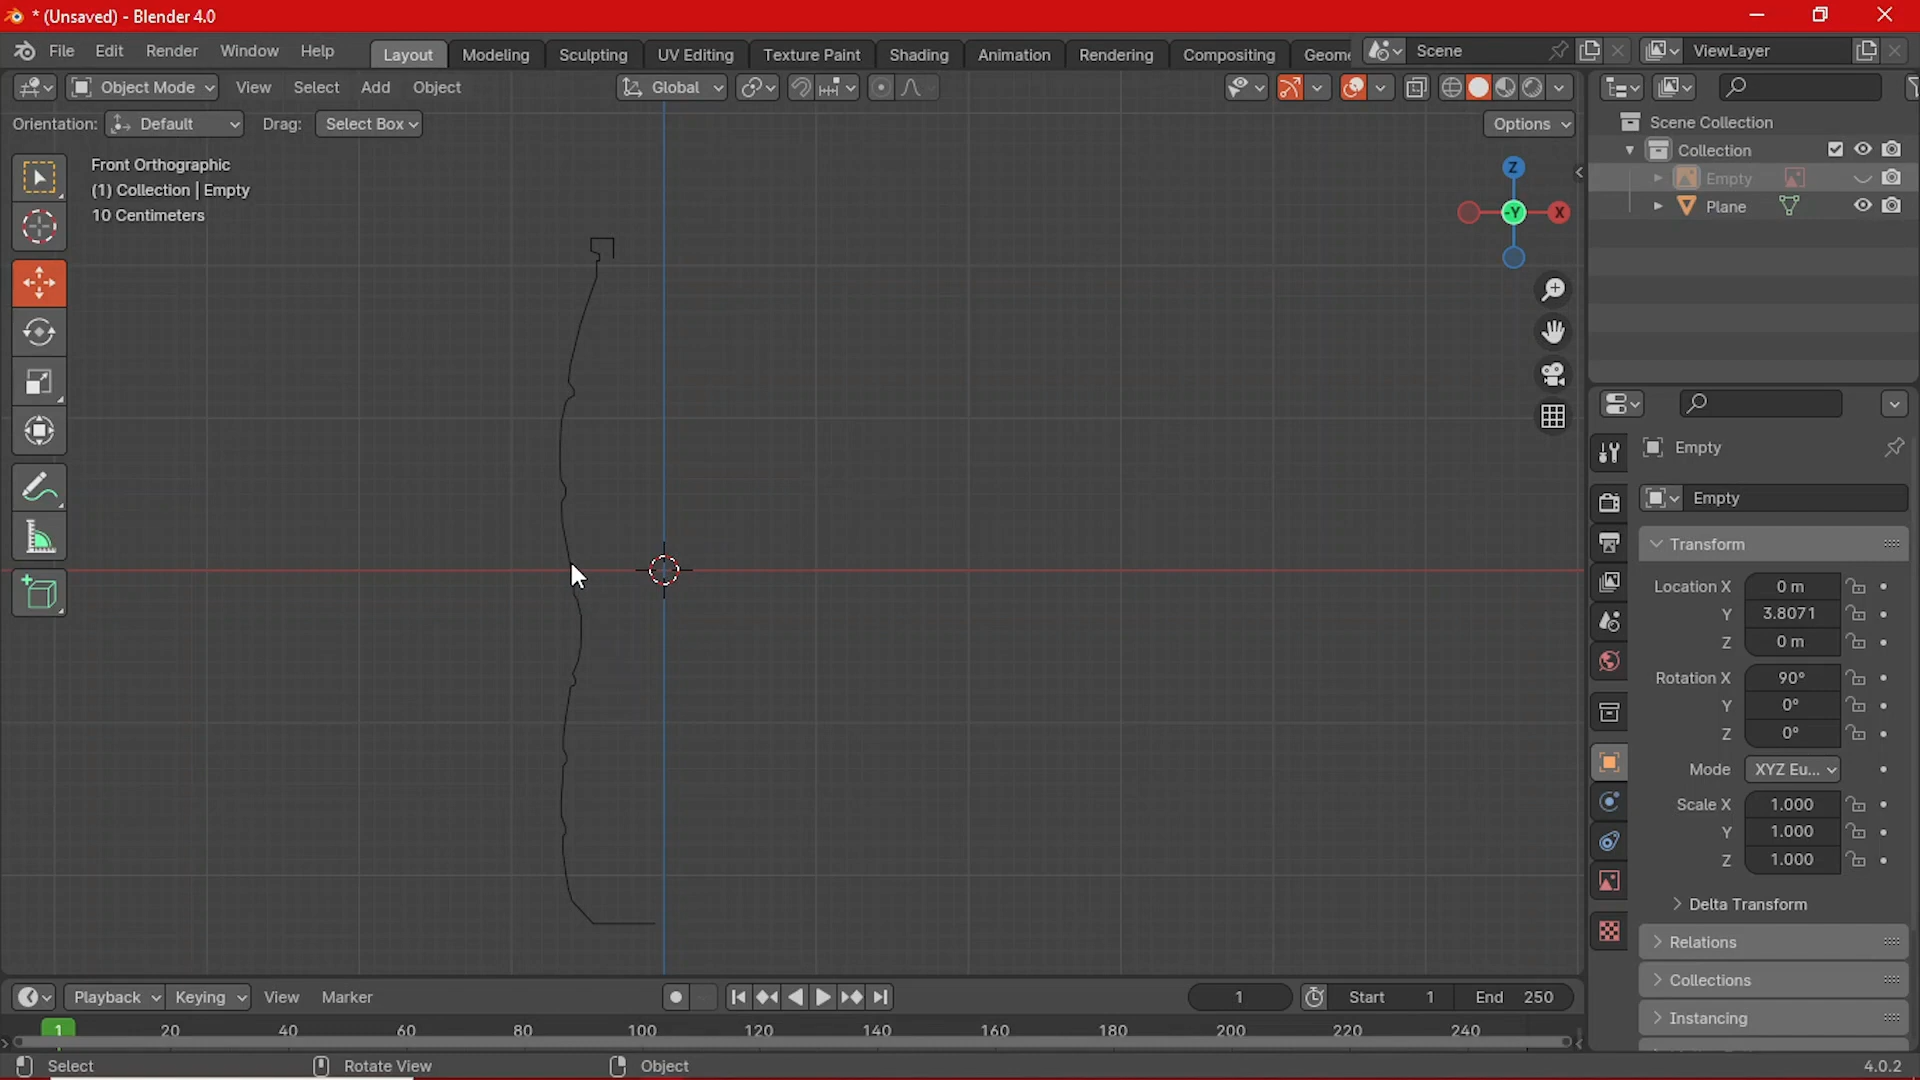 * (Unsaved) - Blender 4.0
File Edit Render Window Help Layout Modeling Sculpting UV Editing Texture Paint Shading Animation Rendering Compositing Geome Scene ViewLayer
Object Mode View Select Add Object Global
Orientation: Default Drag: Select Box Options
Front Orthographic
(1) Collection | Empty
10 Centimeters
Z
-Y X
Scene Collection
Collection
Empty
Plane
Empty
Empty
Transform
Location X 0 m
Y 3.8071
Z 0 m
Rotation X 90°
Y 0°
Z 0°
Mode XYZ Eu...
Scale X 1.000
Y 1.000
Z 1.000
Delta Transform
Relations
Collections
Instancing
Playback Keying View Marker 1 Start 1 End 250
1 20 40 60 80 100 120 140 160 180 200 220 240
Select Rotate View Object 4.0.2